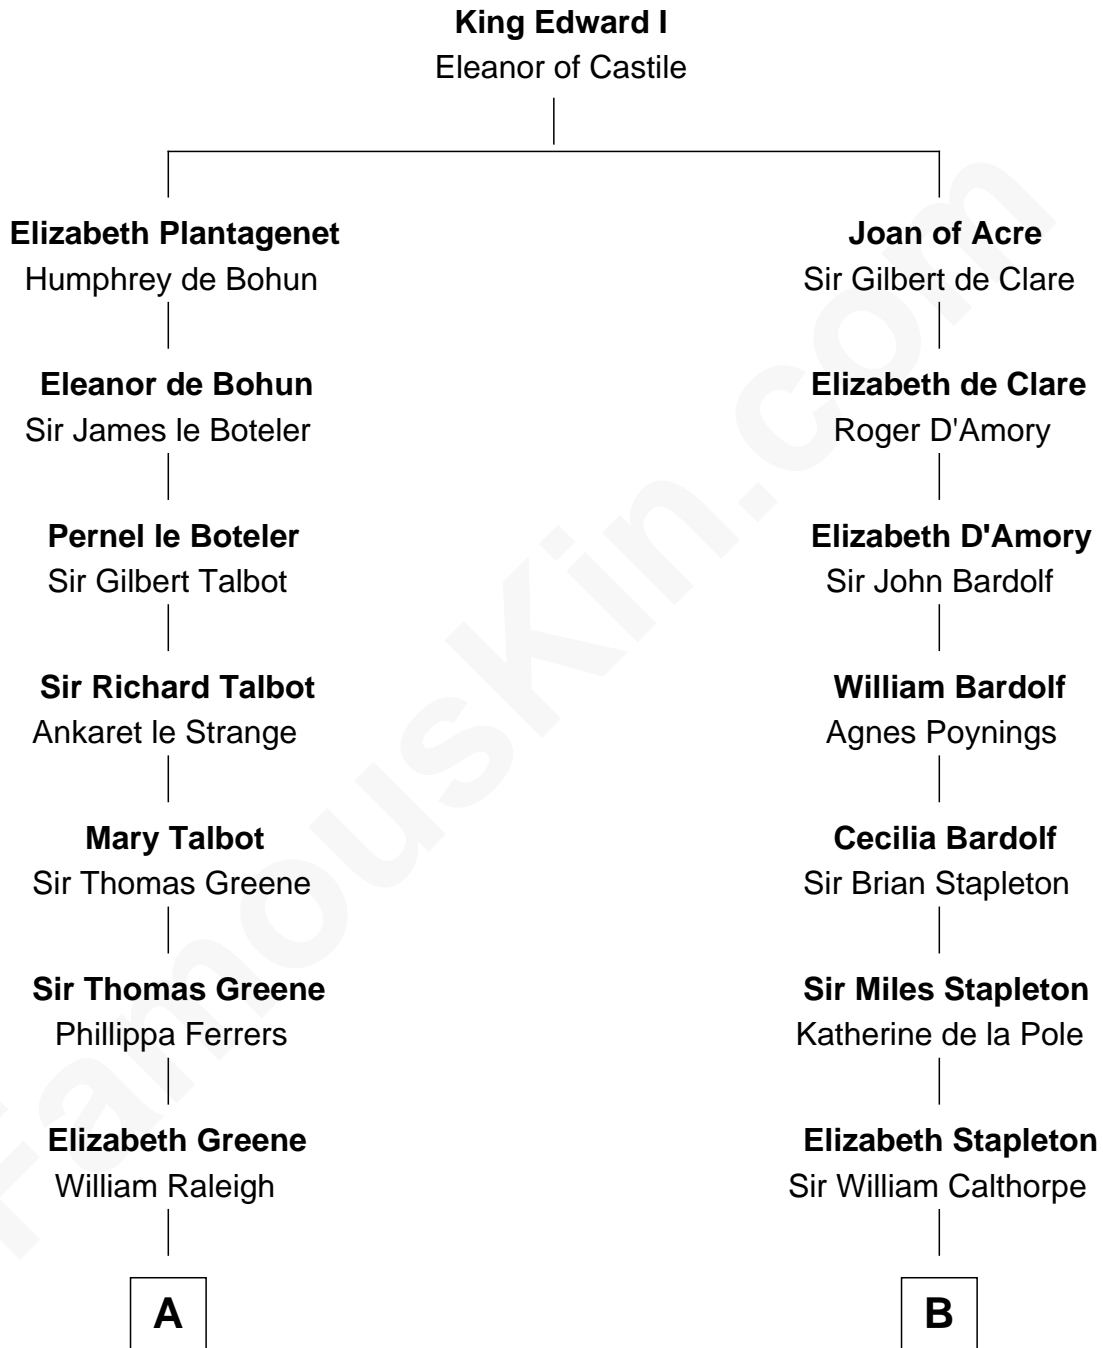 King Edward I
Eleanor of Castile
Elizabeth Plantagenet
Humphrey de Bohun
Joan of Acre
Sir Gilbert de Clare
Eleanor de Bohun
Sir James le Boteler
Elizabeth de Clare
Roger D'Amory
Pernel le Boteler
Sir Gilbert Talbot
Elizabeth D'Amory
Sir John Bardolf
Sir Richard Talbot
Ankaret le Strange
William Bardolf
Agnes Poynings
Mary Talbot
Sir Thomas Greene
Cecilia Bardolf
Sir Brian Stapleton
Sir Thomas Greene
Phillippa Ferrers
Sir Miles Stapleton
Katherine de la Pole
Elizabeth Greene
William Raleigh
Elizabeth Stapleton
Sir William Calthorpe
A
B
FamousKin.com